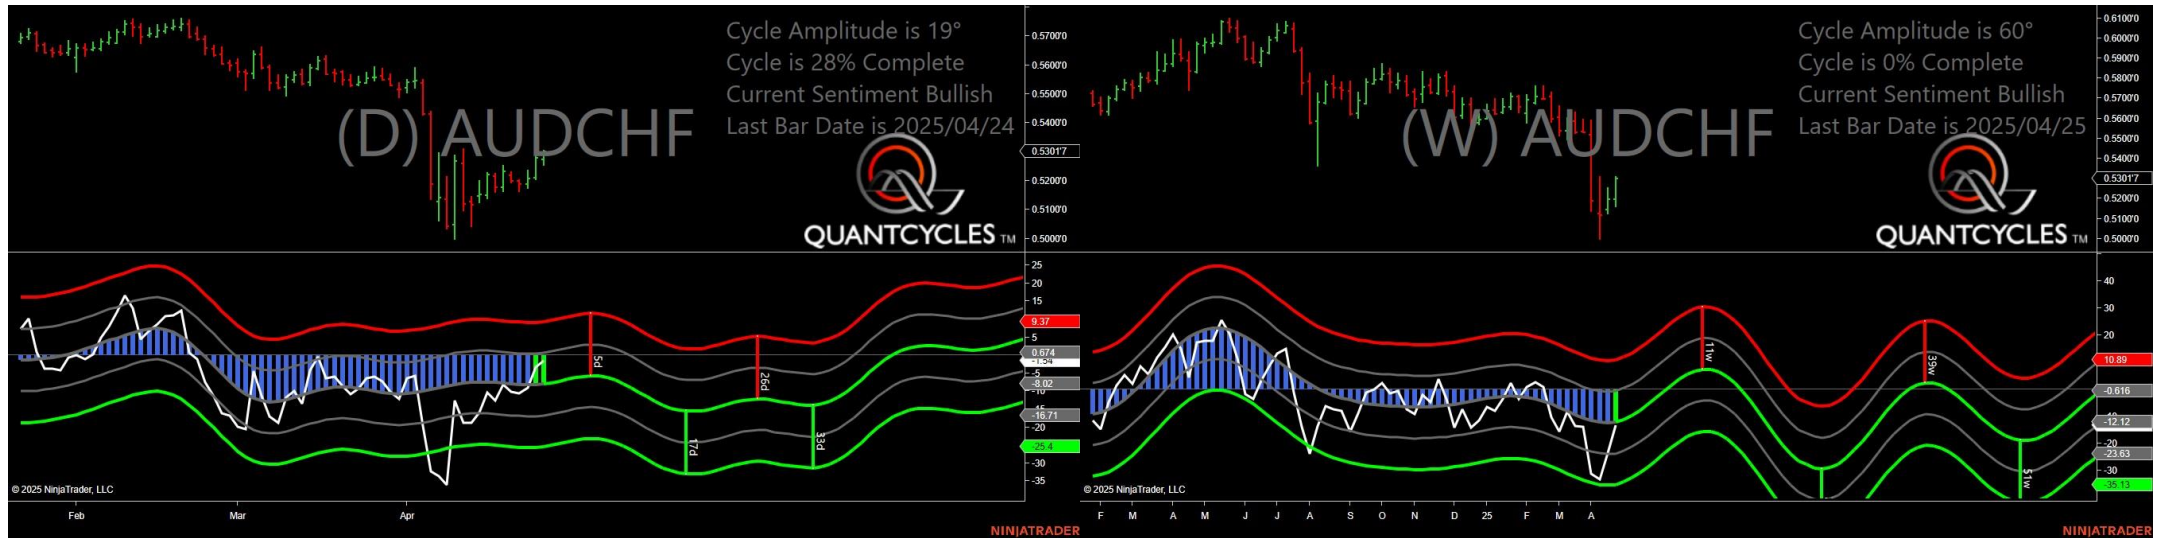 Cycle Amplitude is 19°
Cycle is 28% Complete
Current Sentiment Bullish
Last Bar Date is 2025/04/24
(D) AUDCHF
QUANTCYCLES TM
0.5700'0
0.5600'0
0.5500'0
0.5400'0
0.5301'7
0.5200'0
0.5100'0
0.5000'0
25
20
15
9.37
5
0.674
-1.54
-5
-8.02
-10
-16.71
-20
-25.4
-30
-35
5d
17d
26d
33d
© 2025 NinjaTrader, LLC
Feb Mar Apr
NINJATRADER
Cycle Amplitude is 60°
Cycle is 0% Complete
Current Sentiment Bullish
Last Bar Date is 2025/04/25
(W) AUDCHF
QUANTCYCLES TM
0.6100'0
0.6000'0
0.5900'0
0.5800'0
0.5700'0
0.5600'0
0.5500'0
0.5400'0
0.5301'7
0.5200'0
0.5100'0
0.5000'0
40
30
20
10.89
-0.616
-12.12
-20
-23.63
-30
-35.13
11w
39w
51w
© 2025 NinjaTrader, LLC
F M A M J J A S O N D 25 F M A
NINJATRADER